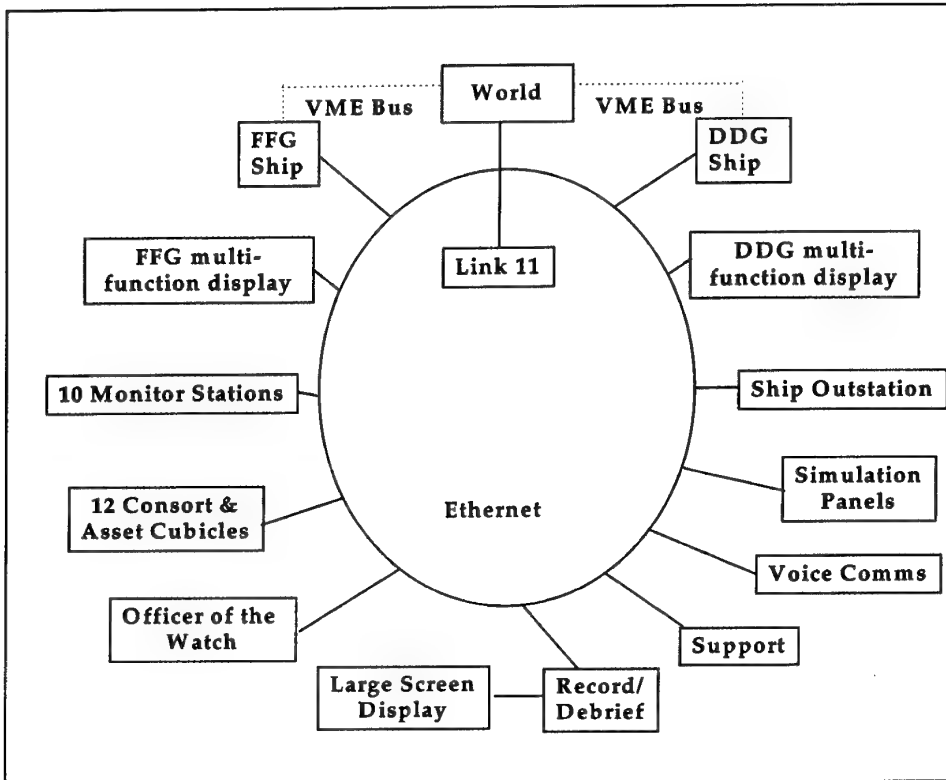 World
VME Bus
VME Bus
FFG
Ship
DDG
Ship
FFG multi-
function display
Link 11
DDG multi-
function display
10 Monitor Stations
Ship Outstation
12 Consort &
Asset Cubicles
Ethernet
Simulation
Panels
Voice Comms
Officer of the
Watch
Support
Large Screen
Display
Record/
Debrief